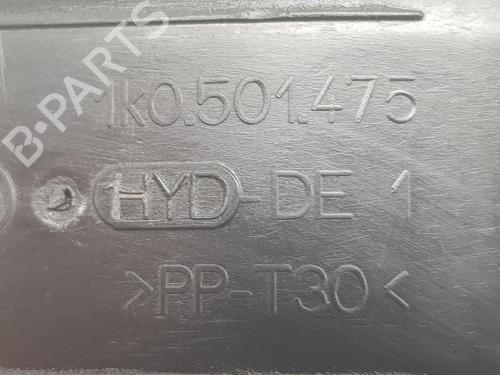 B-PARTS
1k0.501.475
HYD-DE 1
>PP-T30<